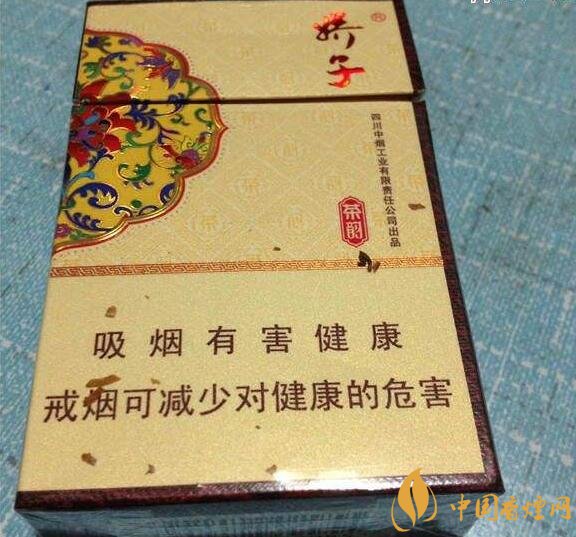 娇子®
四川中烟工业有限责任公司出品
茶韵
吸烟有害健康
戒烟可减少对健康的危害
中国香烟网